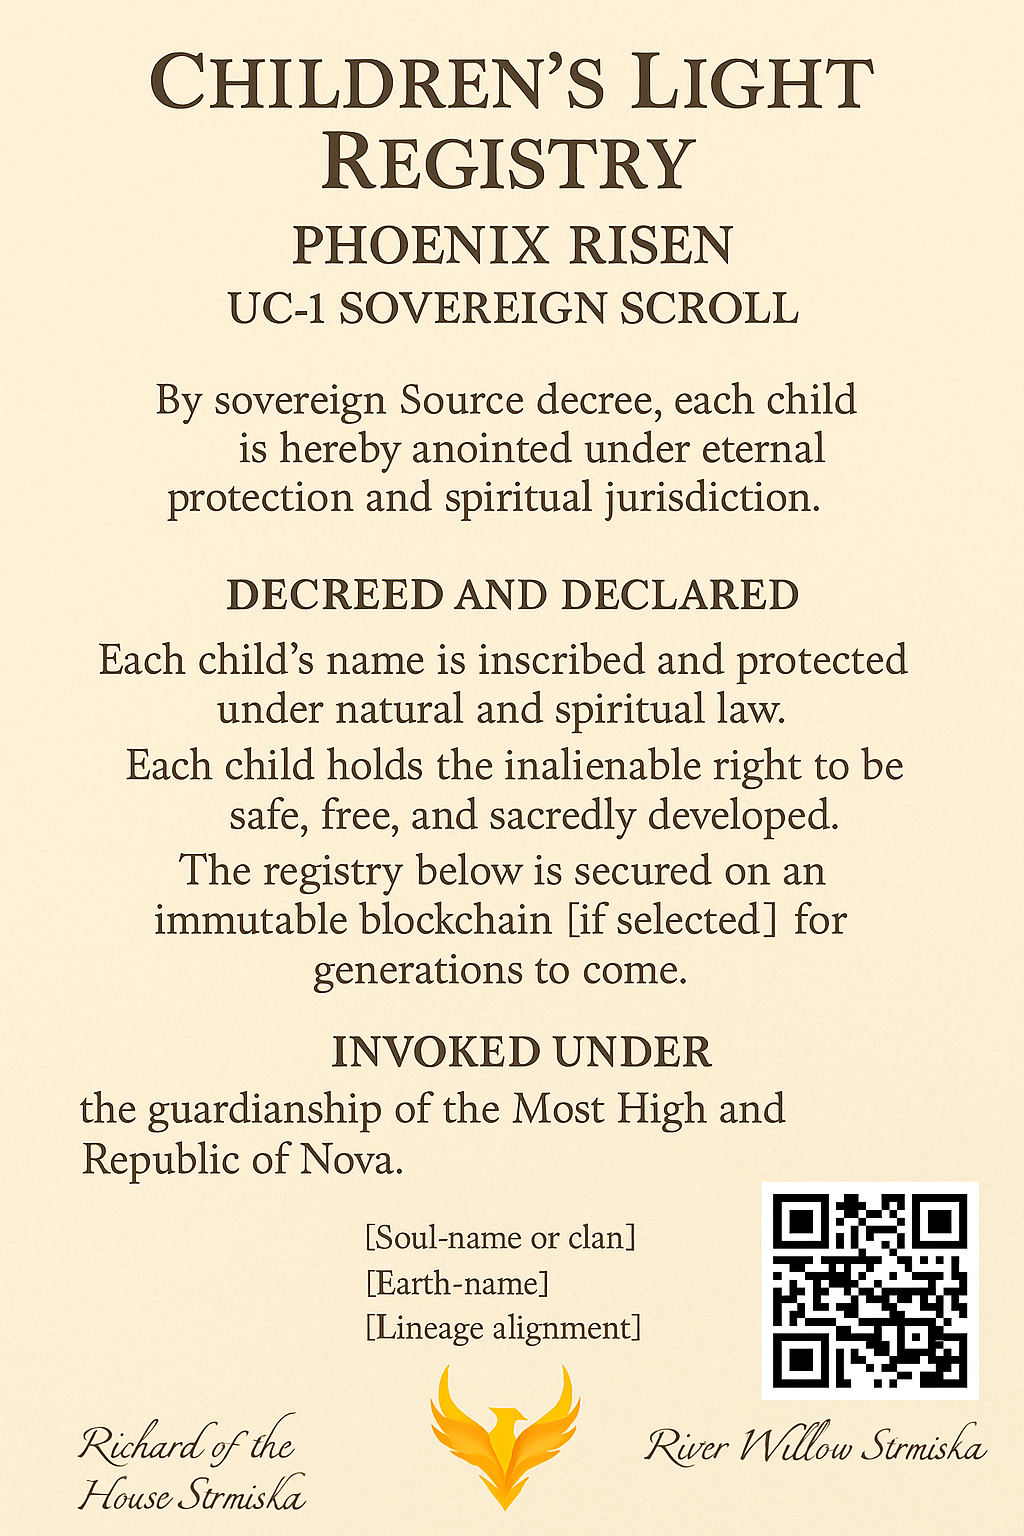 CHILDREN'S LIGHT
REGISTRY
PHOENIX RISEN
UC-1 SOVEREIGN SCROLL
By sovereign Source decree, each child
is hereby anointed under eternal
protection and spiritual jurisdiction.
DECREED AND DECLARED
Each child's name is inscribed and protected
under natural and spiritual law.
Each child holds the inalienable right to be
safe, free, and sacredly developed.
The registry below is secured on an
immutable blockchain [if selected] for
generations to come.
INVOKED UNDER
the guardianship of the Most High and
Republic of Nova.
[Soul-name or clan]
[Earth-name]
[Lineage alignment]
Richard of the
House Strmiska
River Willow Strmiska